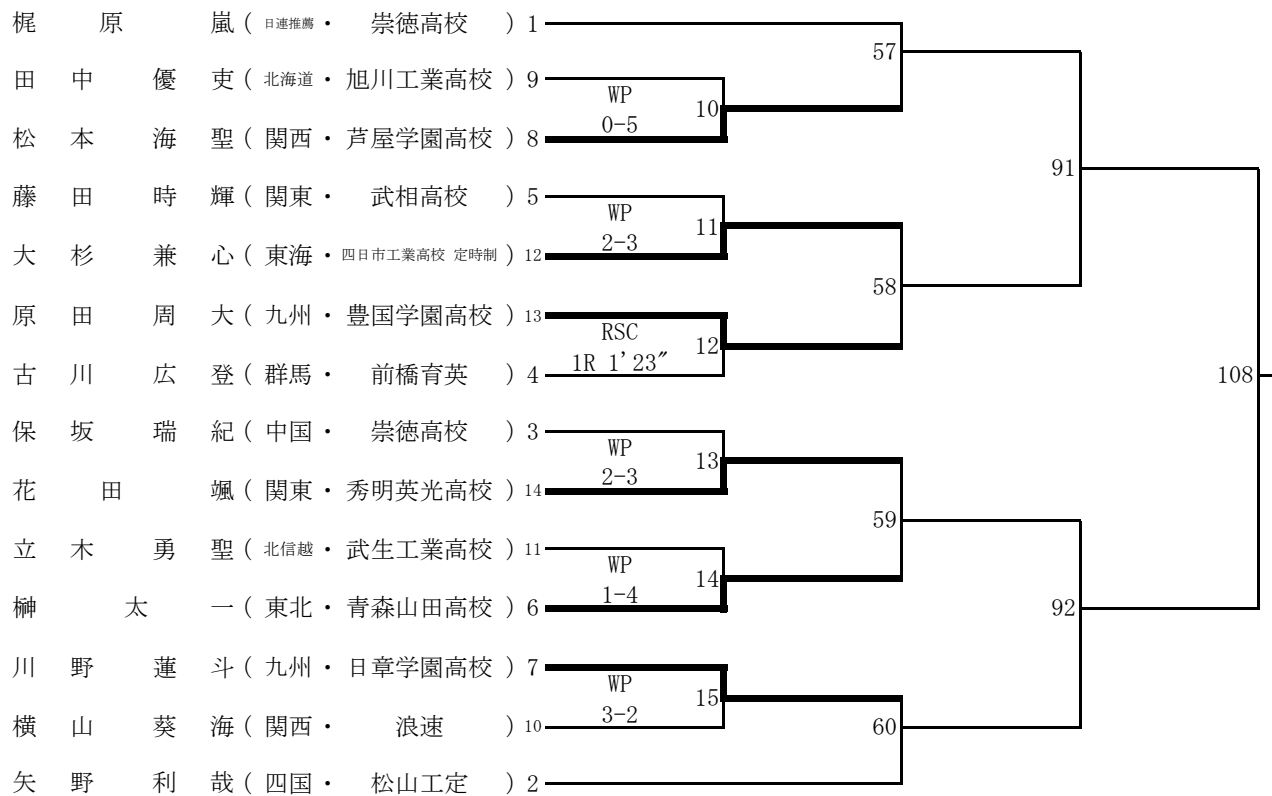 梶原嵐(日連推薦・崇徳高校)1
57
田中優吏(北海道・旭川工業高校)9
WP
10
0-5
松本海聖(関西・芦屋学園高校)8
91
藤田時輝(関東・武相高校)5
WP
11
2-3
大杉兼心(東海・四日市工業高校 定時制)12
58
原田周大(九州・豊国学園高校)13
RSC
12
1R 1'23″
古川広登(群馬・前橋育英)4
108
保坂瑞紀(中国・崇徳高校)3
WP
13
2-3
花田颯(関東・秀明英光高校)14
59
立木勇聖(北信越・武生工業高校)11
WP
14
1-4
榊太一(東北・青森山田高校)6
92
川野蓮斗(九州・日章学園高校)7
WP
15
3-2
横山葵海(関西・浪速)10
60
矢野利哉(四国・松山工定)2